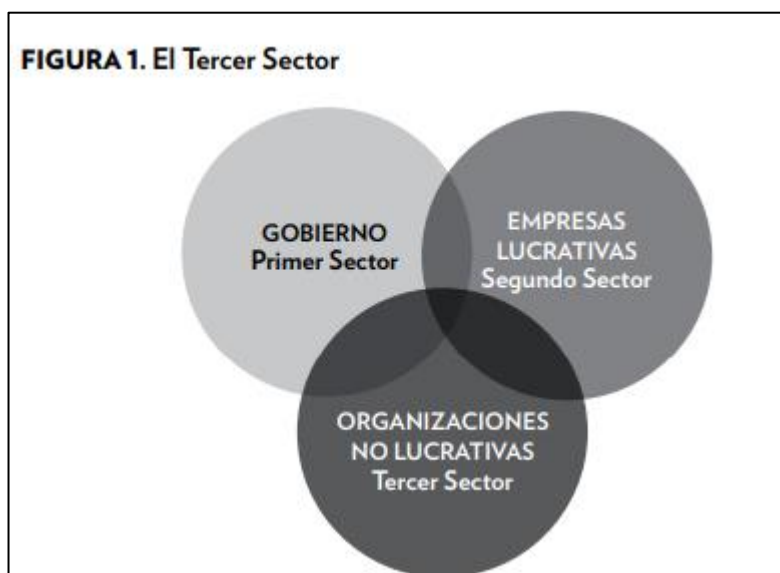 FIGURA 1. El Tercer Sector
GOBIERNO
Primer Sector
EMPRESAS
LUCRATIVAS
Segundo Sector
ORGANIZACIONES
NO LUCRATIVAS
Tercer Sector